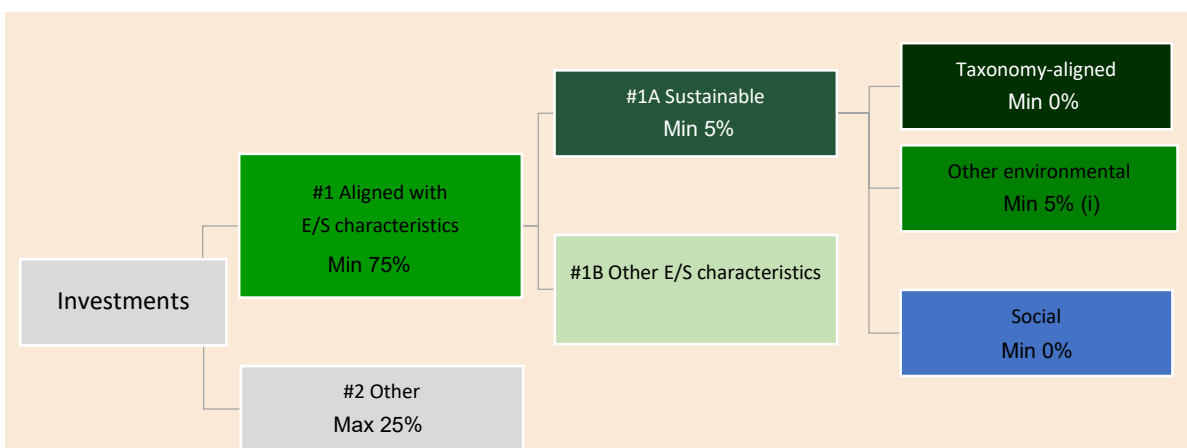 Investments
#1 Aligned with
E/S characteristics
Min 75%
#2 Other
Max 25%
#1A Sustainable
Min 5%
#1B Other E/S characteristics
Taxonomy-aligned
Min 0%
Other environmental
Min 5% (i)
Social
Min 0%